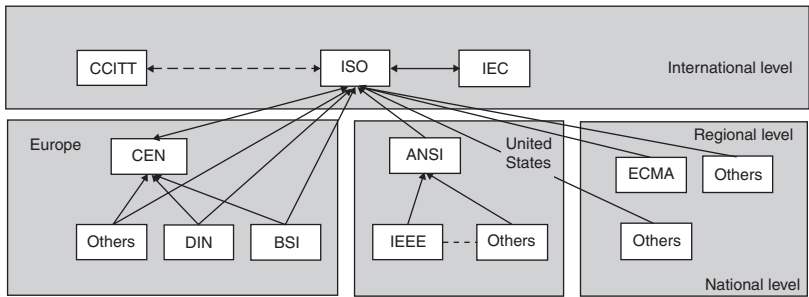 CCITT
ISO
IEC
International level
Europe
CEN
ANSI
United
States
Regional level
ECMA
Others
Others
DIN
BSI
IEEE
Others
Others
National level